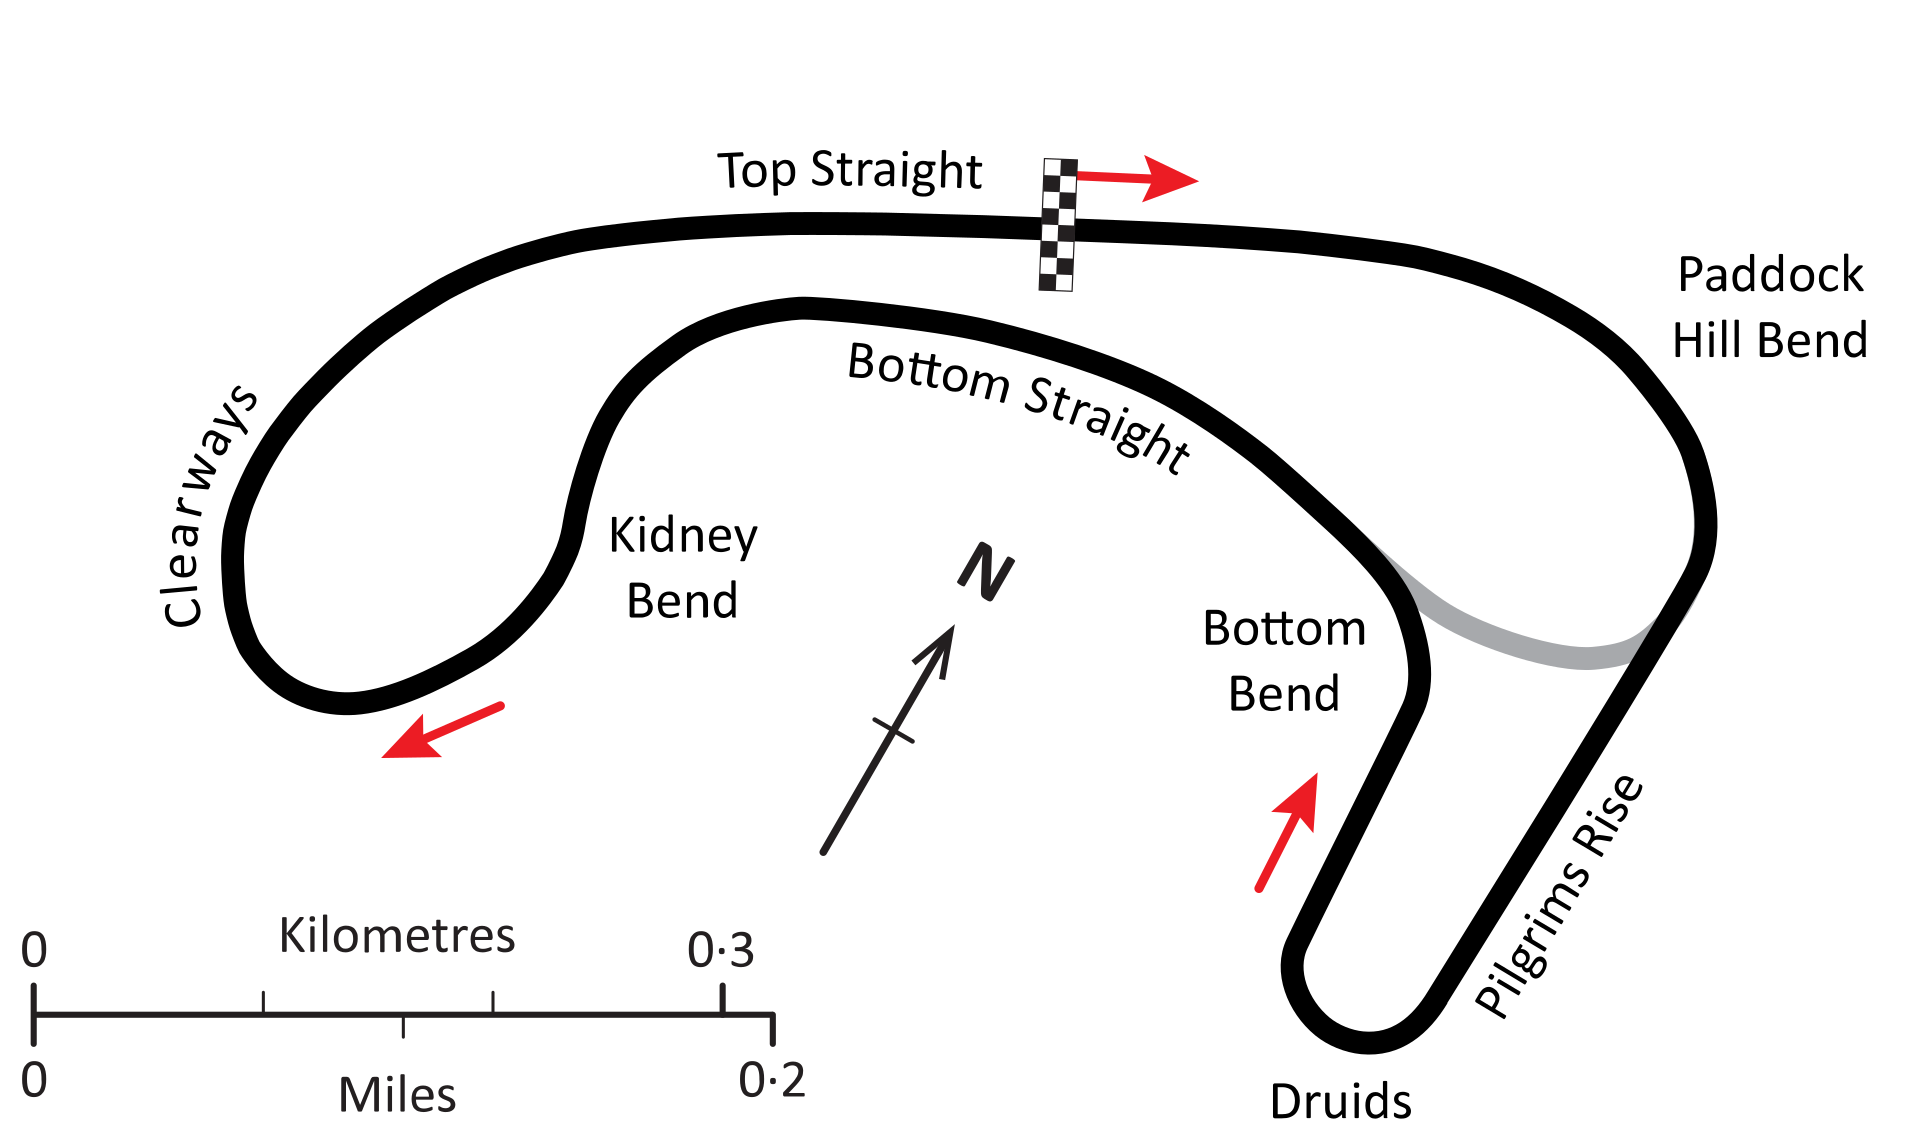 Top Straight
Paddock
Hill Bend
Bottom Straight
Clearways
Kidney
Bend
N
Bottom
Bend
Pilgrims Rise
Kilometres
0
0·3
0
0·2
Miles
Druids